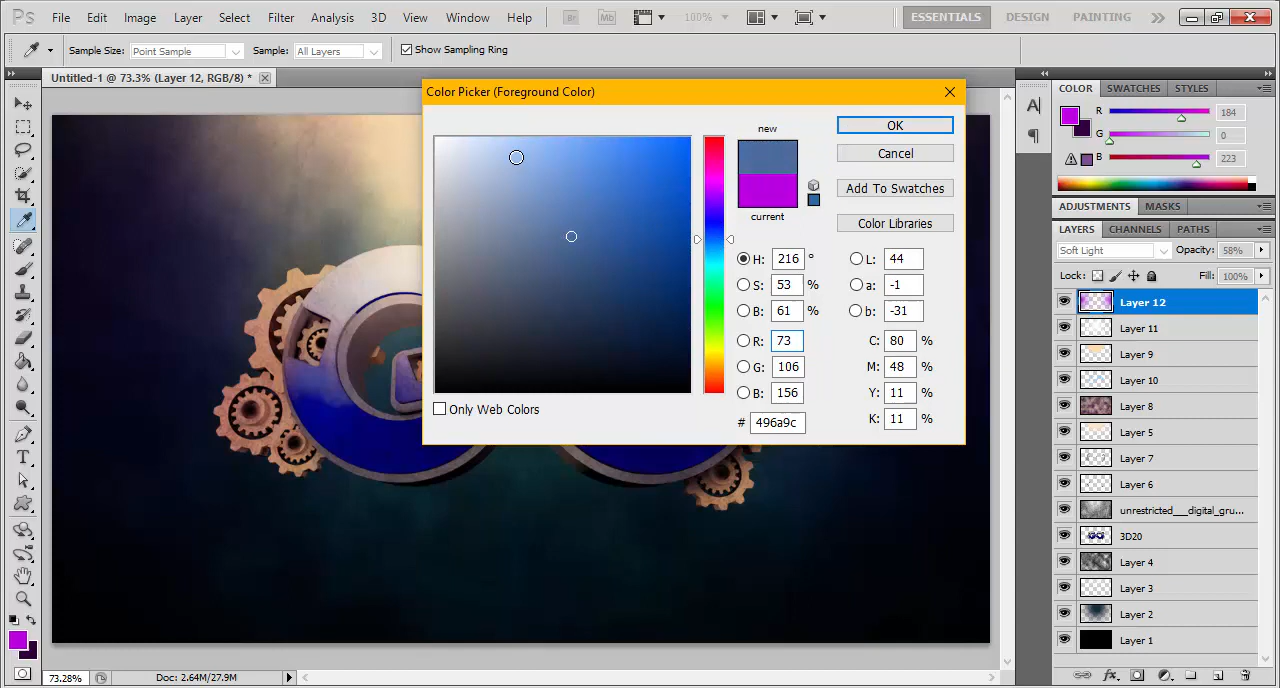 Ps File Edit Image Layer Select Filter Analysis 3D View Window Help Br Mb 100% ESSENTIALS DESIGN PAINTING
Sample Size: Point Sample Sample: All Layers Show Sampling Ring
Untitled-1 @ 73.3% (Layer 12, RGB/8) *
Color Picker (Foreground Color)
new
current
OK
Cancel
Add To Swatches
Color Libraries
H: 216 ° L: 44
S: 53 % a: -1
B: 61 % b: -31
R: 73 C: 80 %
G: 106 M: 48 %
B: 156 Y: 11 %
# 496a9c K: 11 %
Only Web Colors
COLOR SWATCHES STYLES
R 184
G 0
B 223
ADJUSTMENTS MASKS
LAYERS CHANNELS PATHS
Soft Light Opacity: 58%
Lock: Fill: 100%
Layer 12
Layer 11
Layer 9
Layer 10
Layer 8
Layer 5
Layer 7
Layer 6
unrestricted___digital_gru...
3D20
Layer 4
Layer 3
Layer 2
Layer 1
73.28% Doc: 2.64M/27.9M